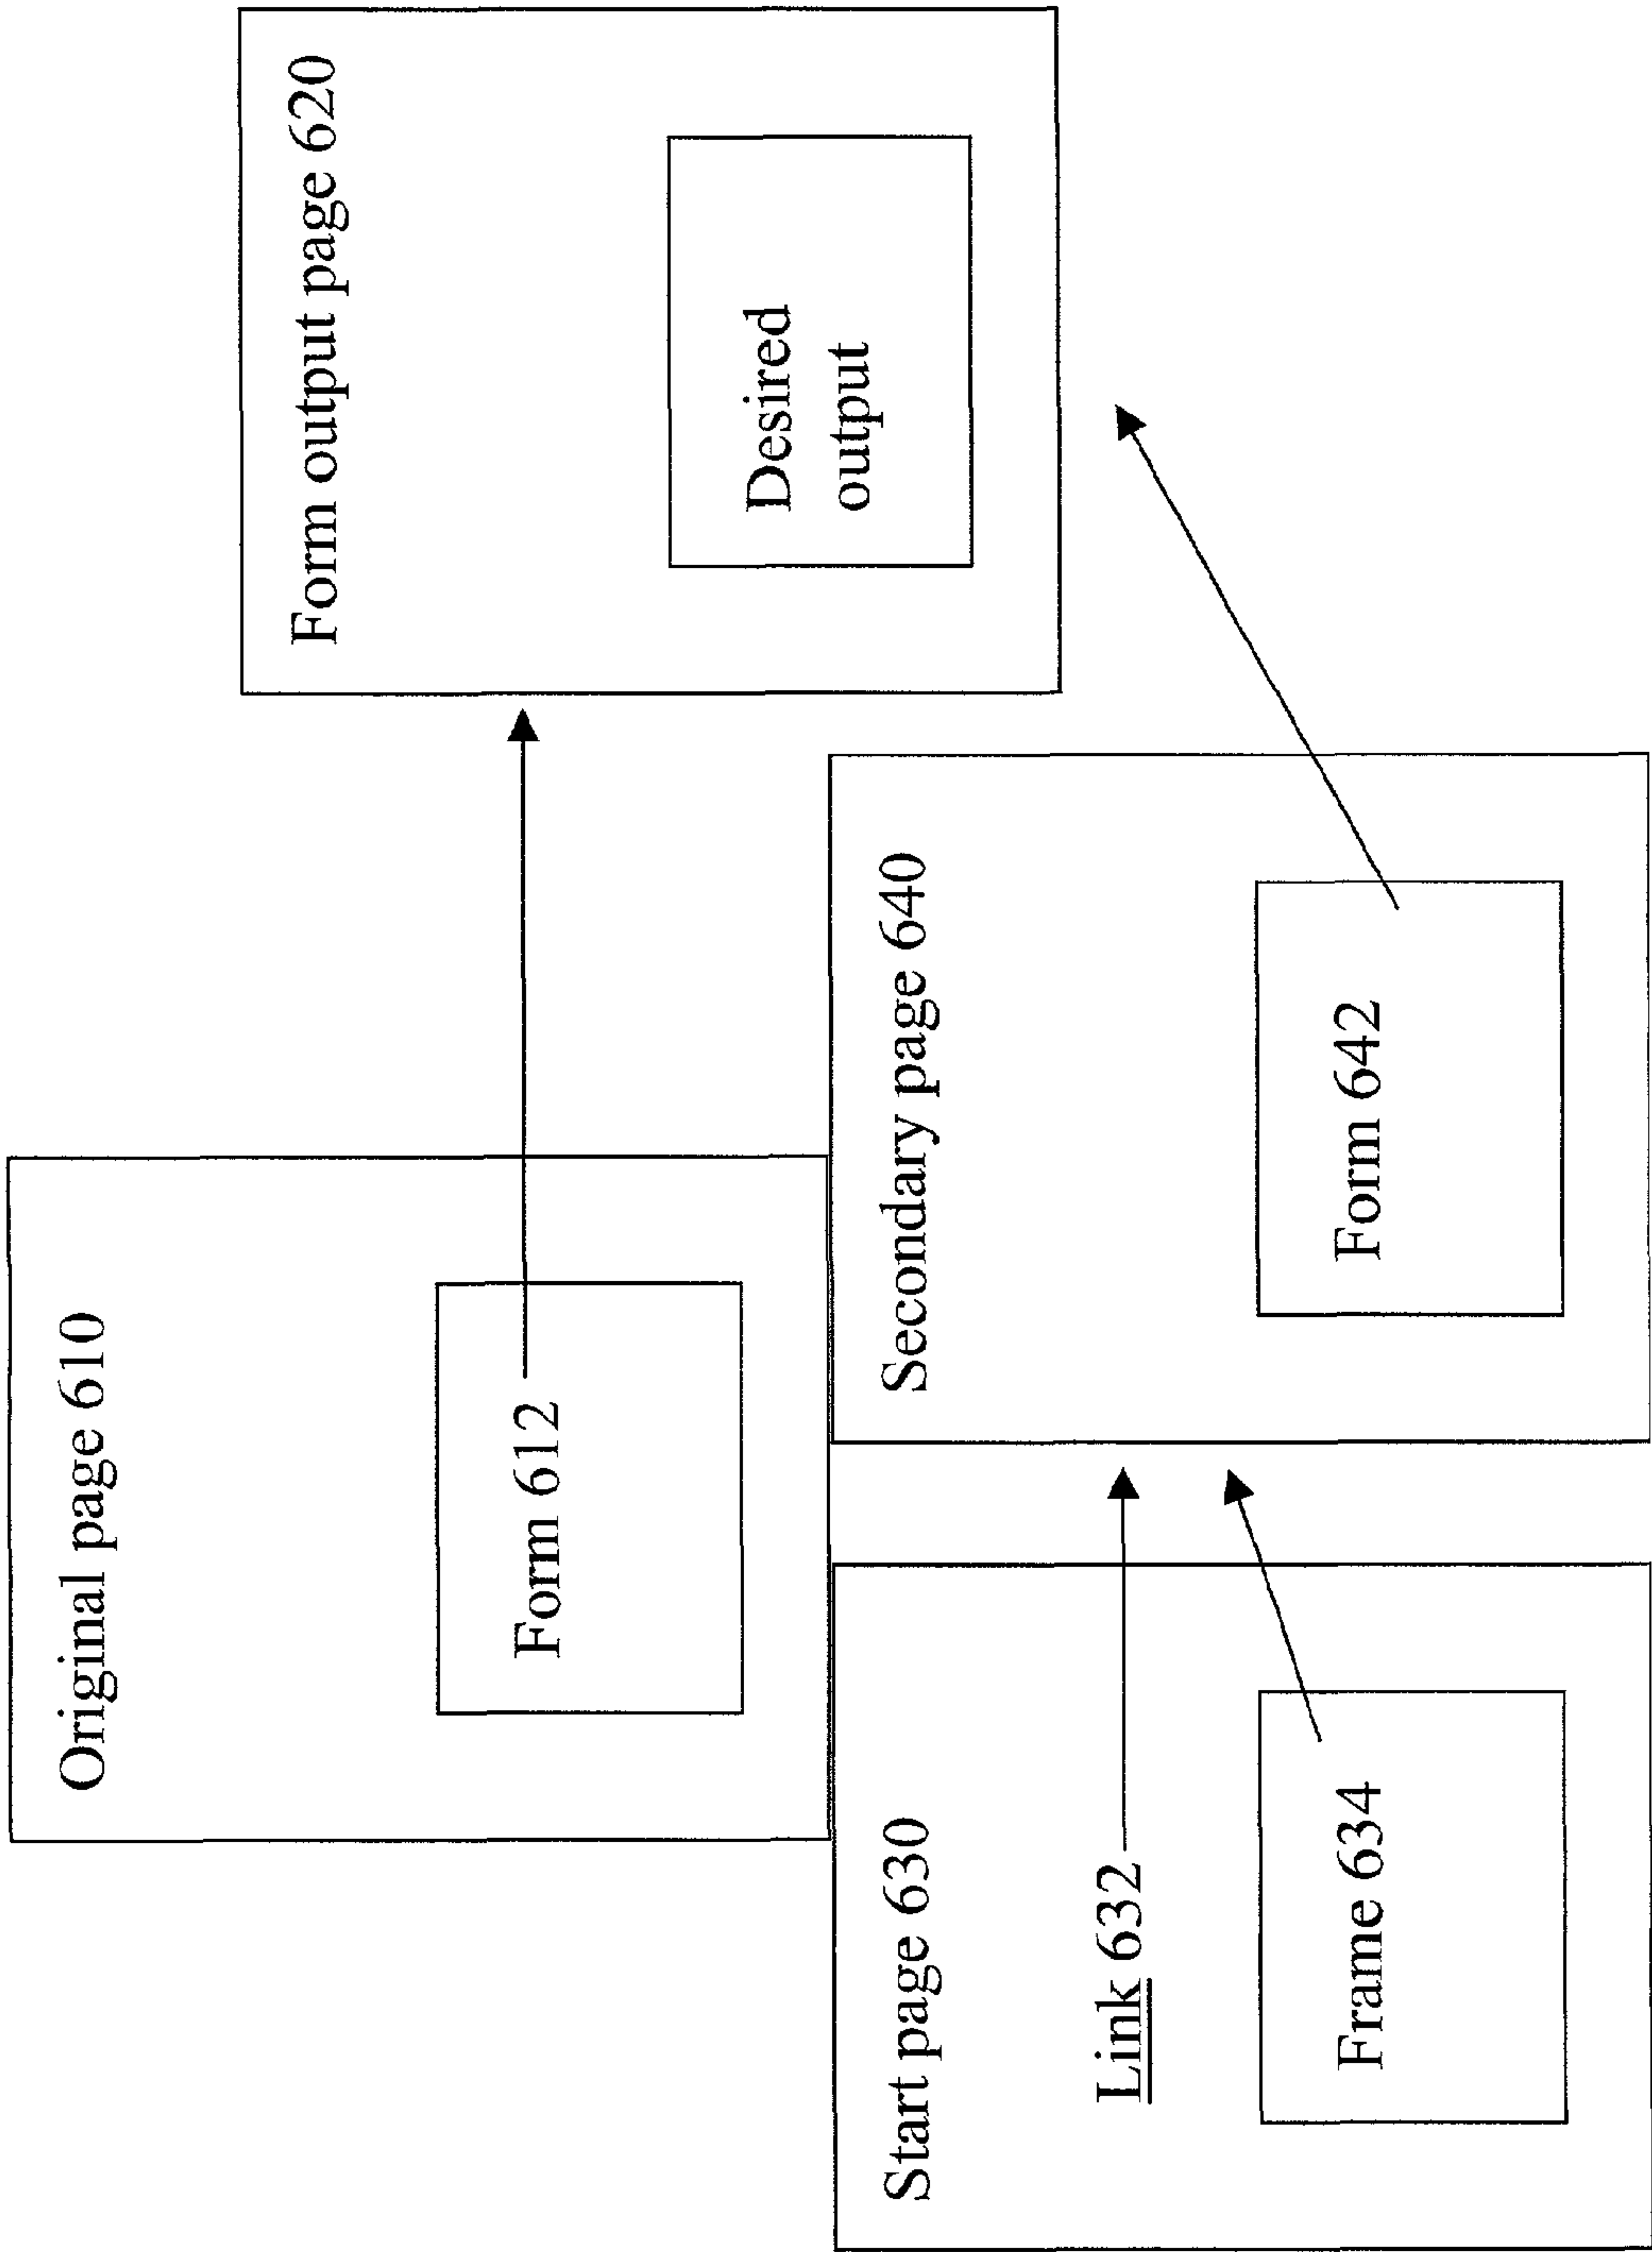 Original page 610
Form 612
Form output page 620
Desired
output
Start page 630
Link 632
Frame 634
Secondary page 640
Form 642